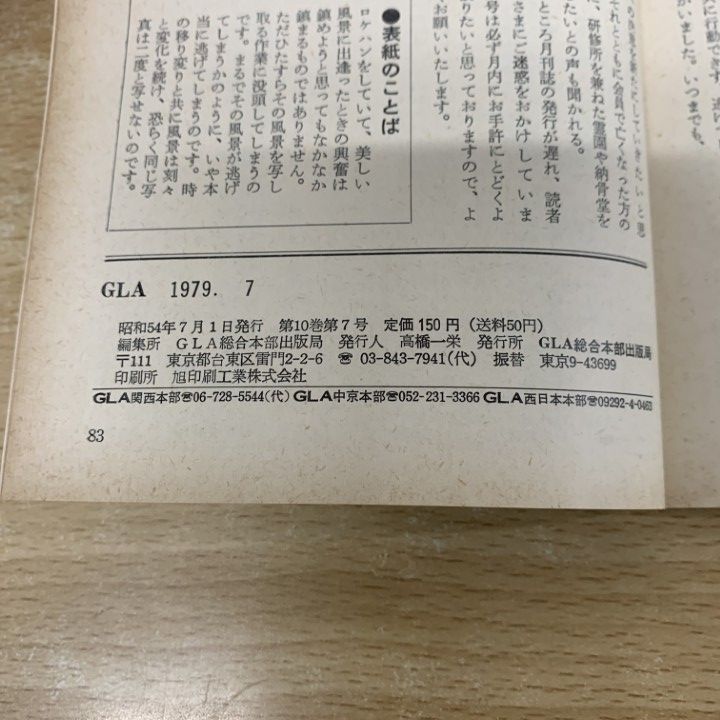 かいました。いつまでも、
それとともに会員で亡くなった方の
、研修所を兼ねた霊園や納骨堂を
たいとの声も聞かれる。
ところ月刊誌の発行が遅れ、読者
さまにご迷惑をおかけしていま
号は必ず月内にお手許にとどくよ
りたいと思っておりますので、よ
お願いいたします。
●表紙のことば
ロケハンをしていて、美しい
風景に出逢ったときの興奮は
鎮めようと思ってもなかなか
鎮まるものではありません。
ただひたすらその風景を写し
取る作業に没頭してしまうの
です。まるでその風景が逃げ
てしまうかのように、いや本
当に逃げてしまうのです。時
の移り変りと共に風景は刻々
と変化を続け、恐らく同じ写
真は二度と写せないのです。
GLA 1979. 7
昭和54年7月1日発行 第10巻第7号 定価150円(送料50円)
編集所 GLA総合本部出版局 発行人 高橋一栄 発行所 GLA総合本部出版局
〒111 東京都台東区雷門2-2-6 ☎ 03-843-7941(代) 振替 東京9-43699
印刷所 旭印刷工業株式会社
GLA関西本部☎06-728-5544(代) GLA中京本部☎052-231-3366 GLA西日本本部☎09292-4-0463
83